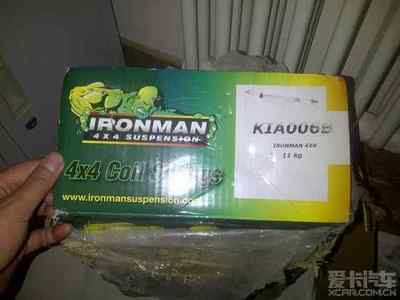 IRONMAN
4X4 SUSPENSION
4x4 Coil Springs
www.ironmansuspension.co
KIA006B
IRONMAN 4X4
11 kg
爱卡汽车
XCAR.COM.CN